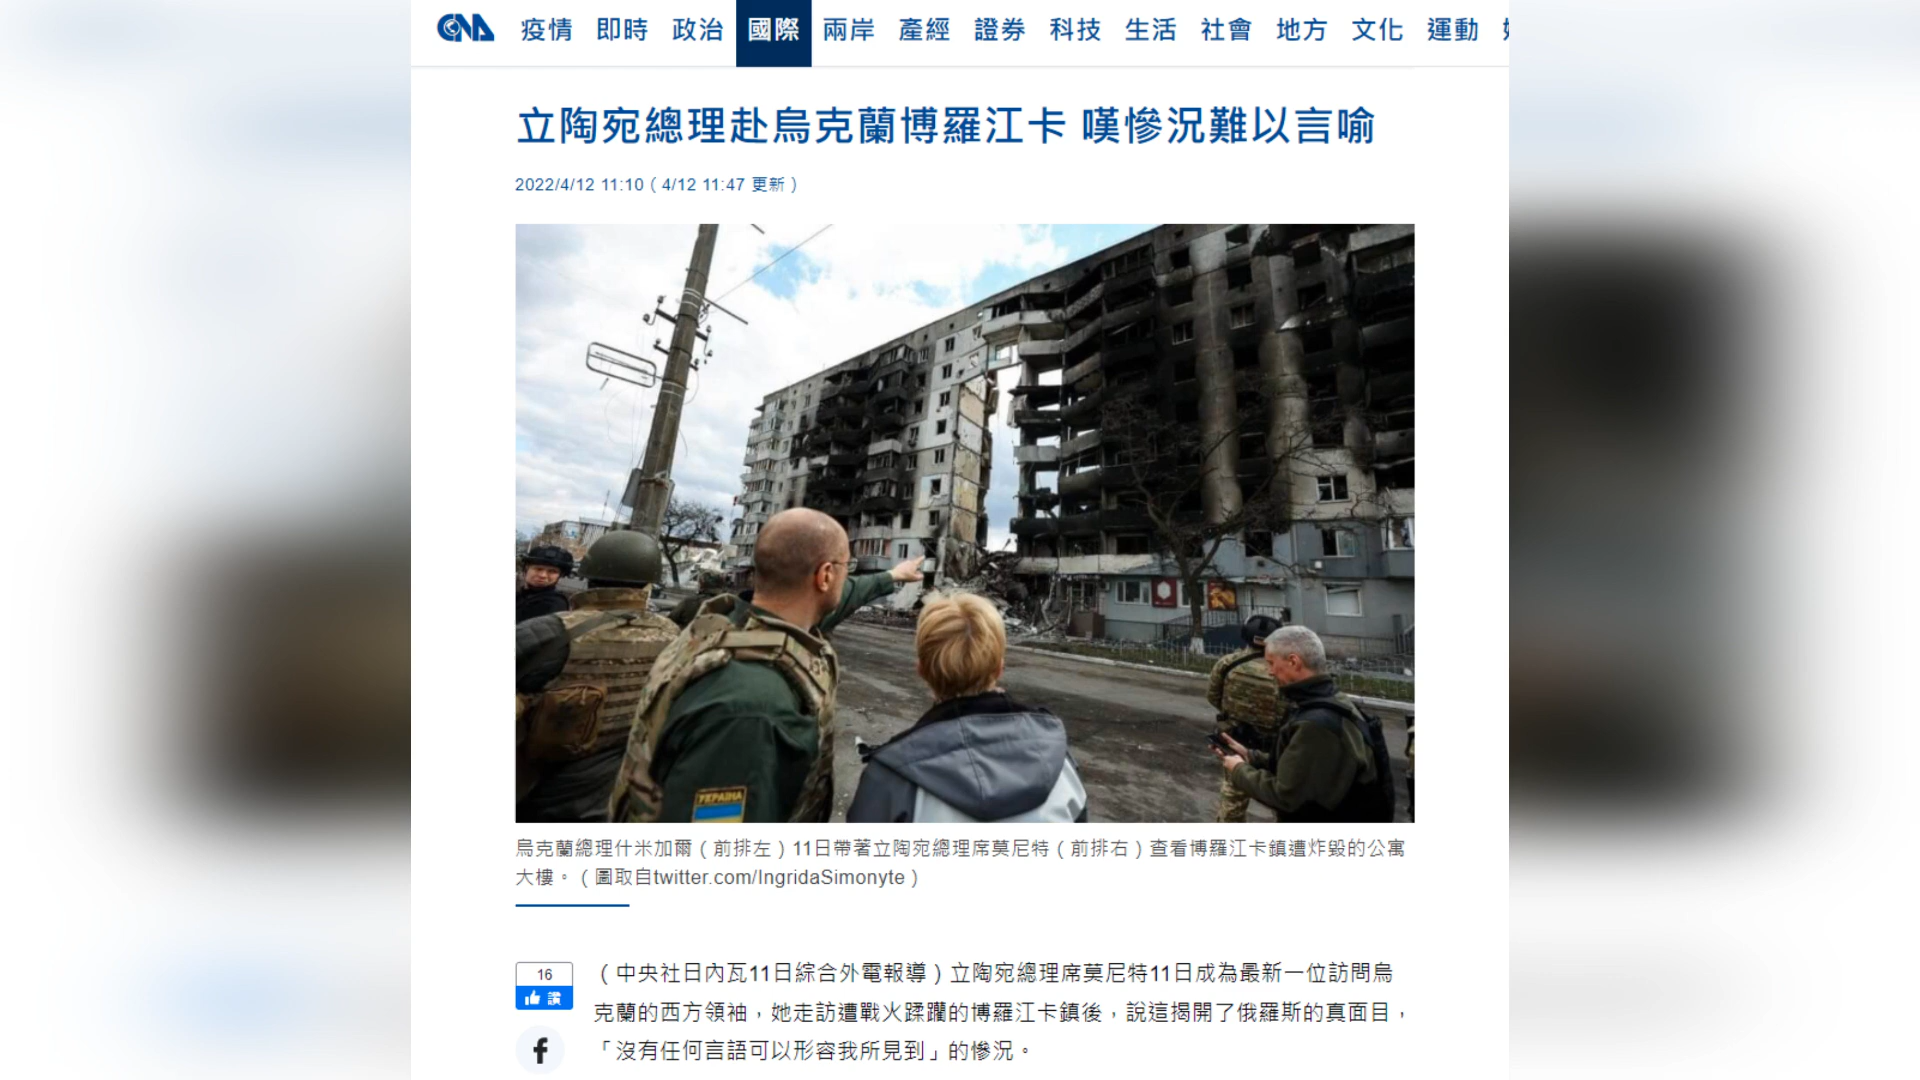 CNA 疫情 即時 政治 國際 兩岸 產經 證券 科技 生活 社會 地方 文化 運動
立陶宛總理赴烏克蘭博羅江卡 嘆慘況難以言喻
2022/4/12 11:10（4/12 11:47 更新）
УКРАЇНА
烏克蘭總理什米加爾（前排左）11日帶著立陶宛總理席莫尼特（前排右）查看博羅江卡鎮遭炸毀的公寓
大樓。（圖取自twitter.com/IngridaSimonyte）
16
讚
（中央社日內瓦11日綜合外電報導）立陶宛總理席莫尼特11日成為最新一位訪問烏
克蘭的西方領袖，她走訪遭戰火蹂躪的博羅江卡鎮後，說這揭開了俄羅斯的真面目，
「沒有任何言語可以形容我所見到」的慘況。